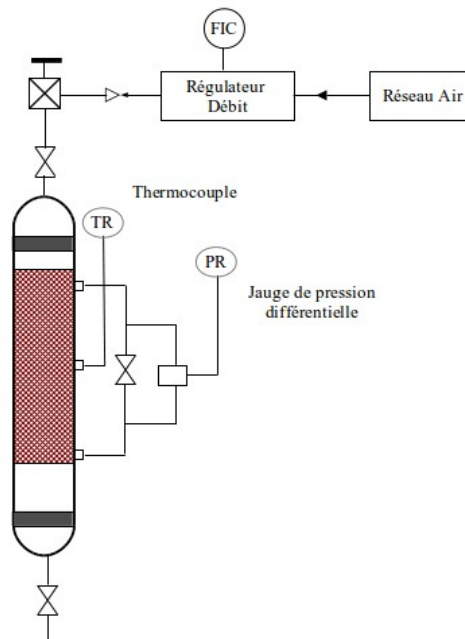 FIC
Régulateur
Débit
Réseau Air
Thermocouple
TR
PR
Jauge de pression
différentielle